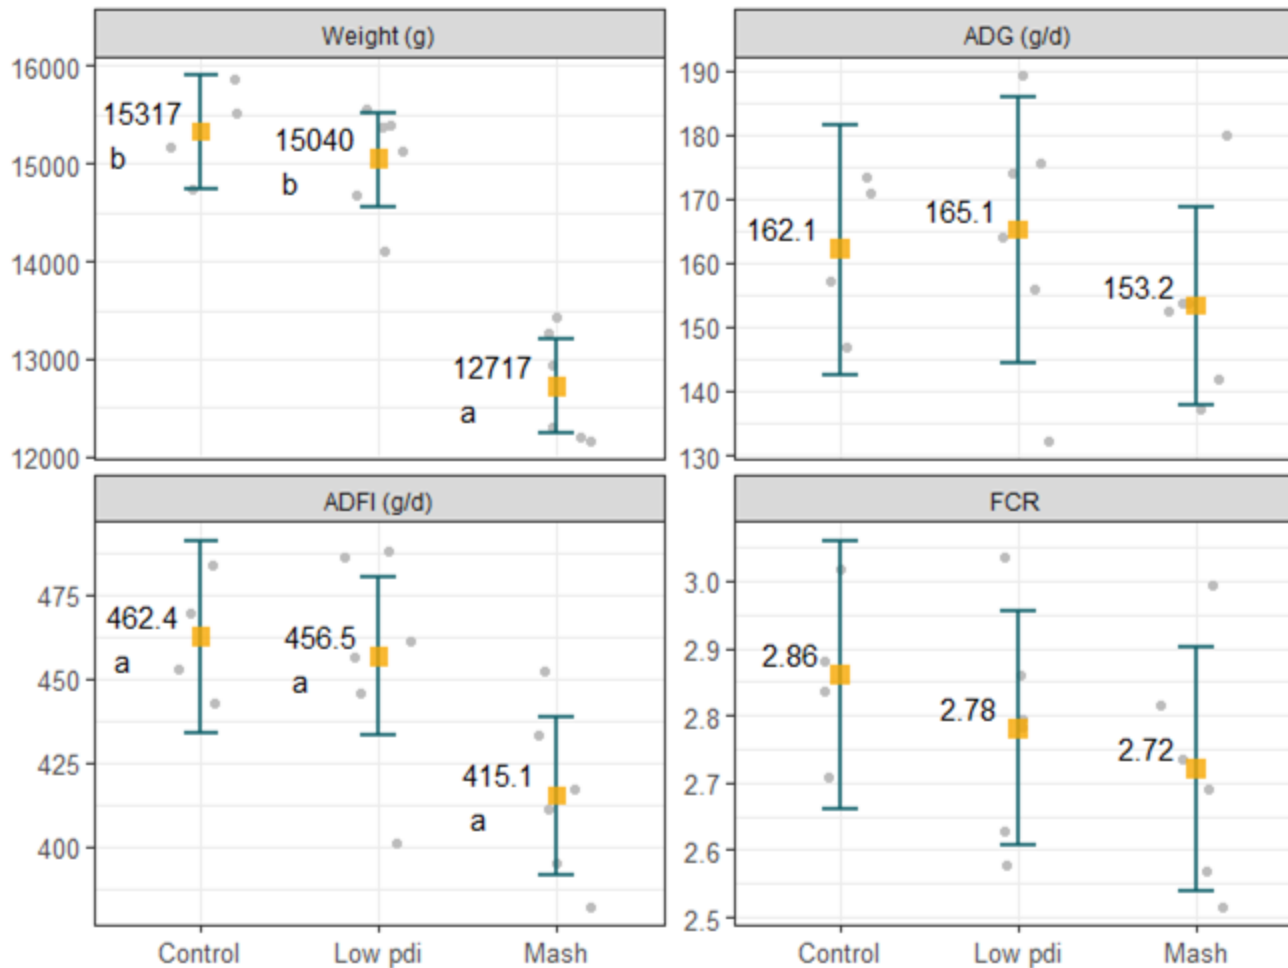 Weight (g)
ADG (g/d)
16000
15000
14000
13000
12000
15317
b
15040
b
12717
a
190
180
170
160
150
140
130
162.1
165.1
153.2
ADFI (g/d)
FCR
475
450
425
400
462.4
a
456.5
a
415.1
a
3.0
2.9
2.8
2.7
2.6
2.5
2.86
2.78
2.72
Control
Low pdi
Mash
Control
Low pdi
Mash